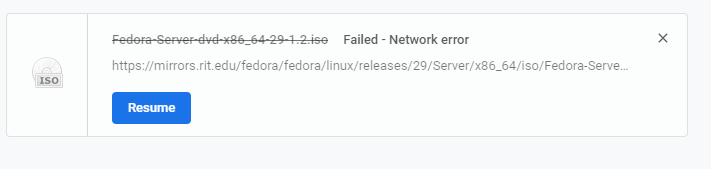 Fedora-Server-dvd-x86_64-29-1.2.iso Failed - Network error
https://mirrors.rit.edu/fedora/fedora/linux/releases/29/Server/x86_64/iso/Fedora-Serve...
ISO
Resume